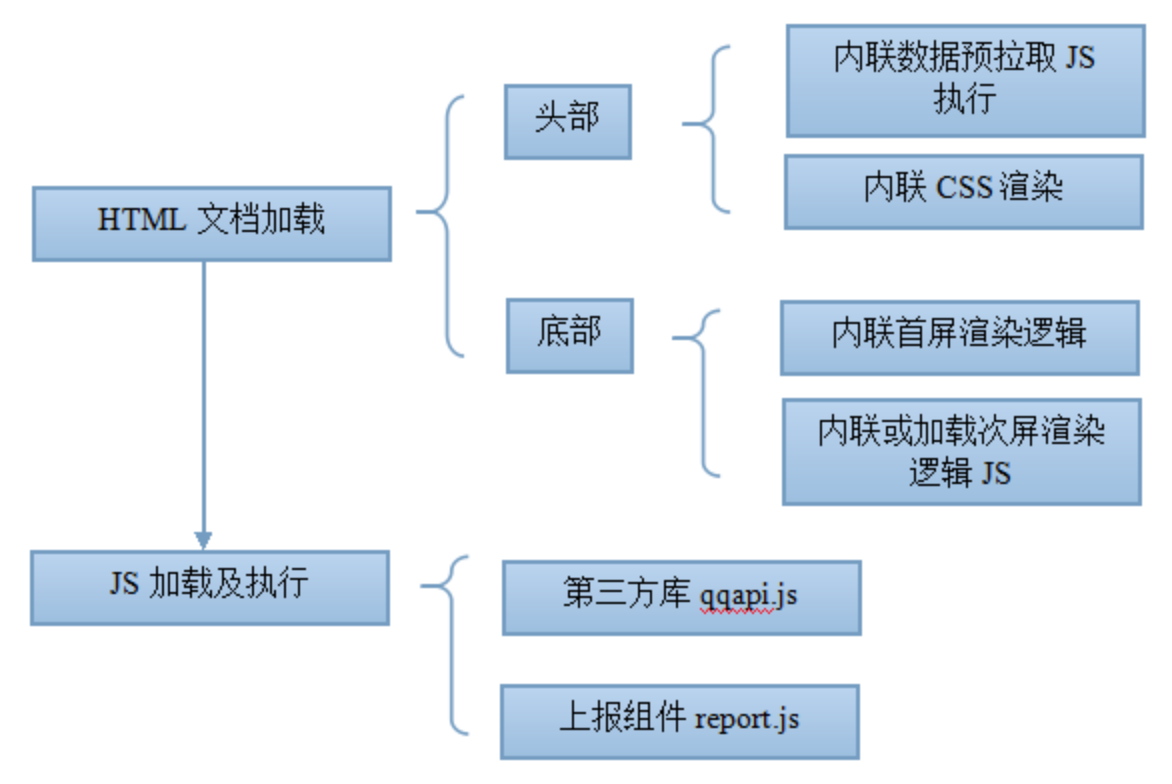 HTML 文档加载
头部
内联数据预拉取 JS
执行
内联 CSS 渲染
底部
内联首屏渲染逻辑
内联或加载次屏渲染
逻辑 JS
JS 加载及执行
第三方库 qqapi.js
上报组件 report.js